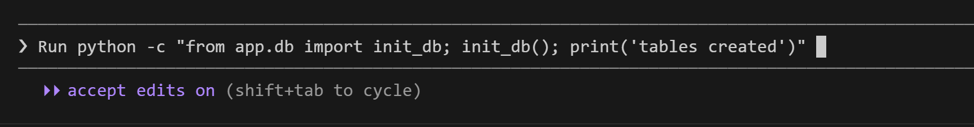 ❯ Run python -c "from app.db import init_db; init_db(); print('tables created')"
⏵⏵ accept edits on (shift+tab to cycle)